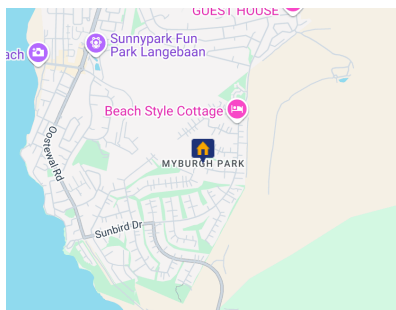 GUEST HOUSE
Sunnypark Fun
Park Langebaan
ach
Beach Style Cottage
MYBURGH PARK
Oostewal Rd
Sunbird Dr